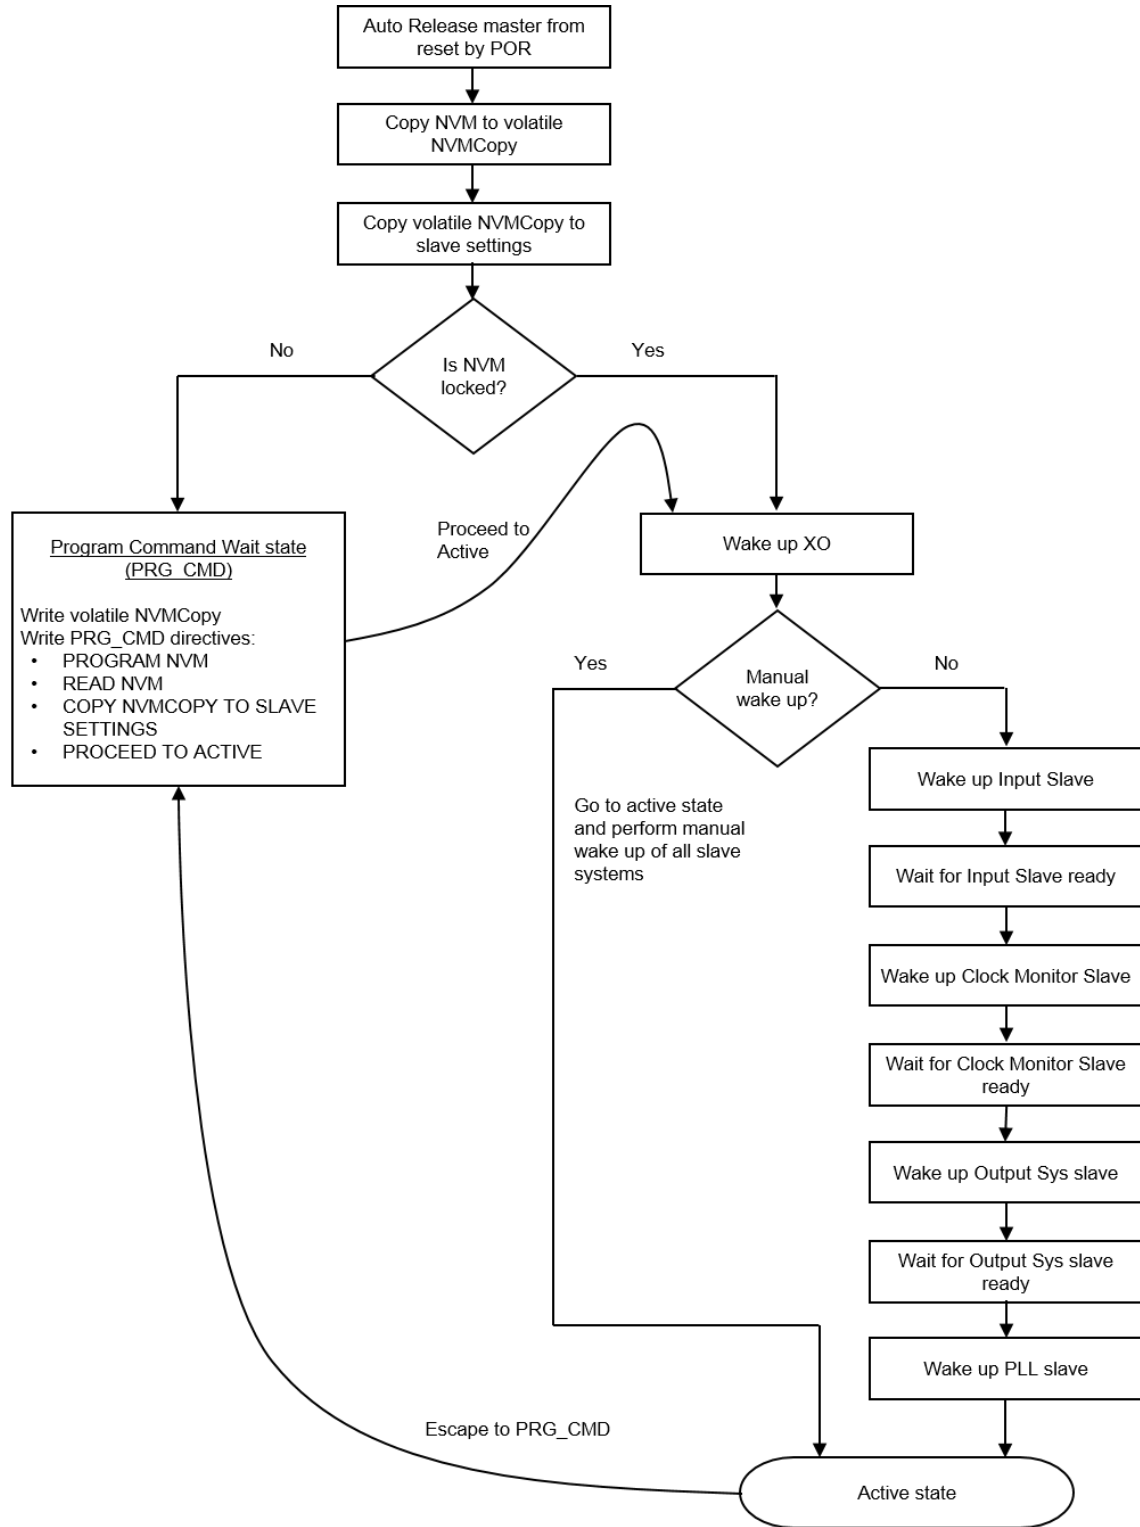 Auto Release master from
reset by POR
Copy NVM to volatile
NVMCopy
Copy volatile NVMCopy to
slave settings
No
Yes
Is NVM
locked?
Proceed to
Active
Wake up XO
Program Command Wait state
(PRG_CMD)
Write volatile NVMCopy
Write PRG_CMD directives:
• PROGRAM NVM
• READ NVM
• COPY NVMCOPY TO SLAVE
SETTINGS
• PROCEED TO ACTIVE
Yes
No
Manual
wake up?
Go to active state
and perform manual
wake up of all slave
systems
Wake up Input Slave
Wait for Input Slave ready
Wake up Clock Monitor Slave
Wait for Clock Monitor Slave
ready
Wake up Output Sys slave
Wait for Output Sys slave
ready
Wake up PLL slave
Escape to PRG_CMD
Active state